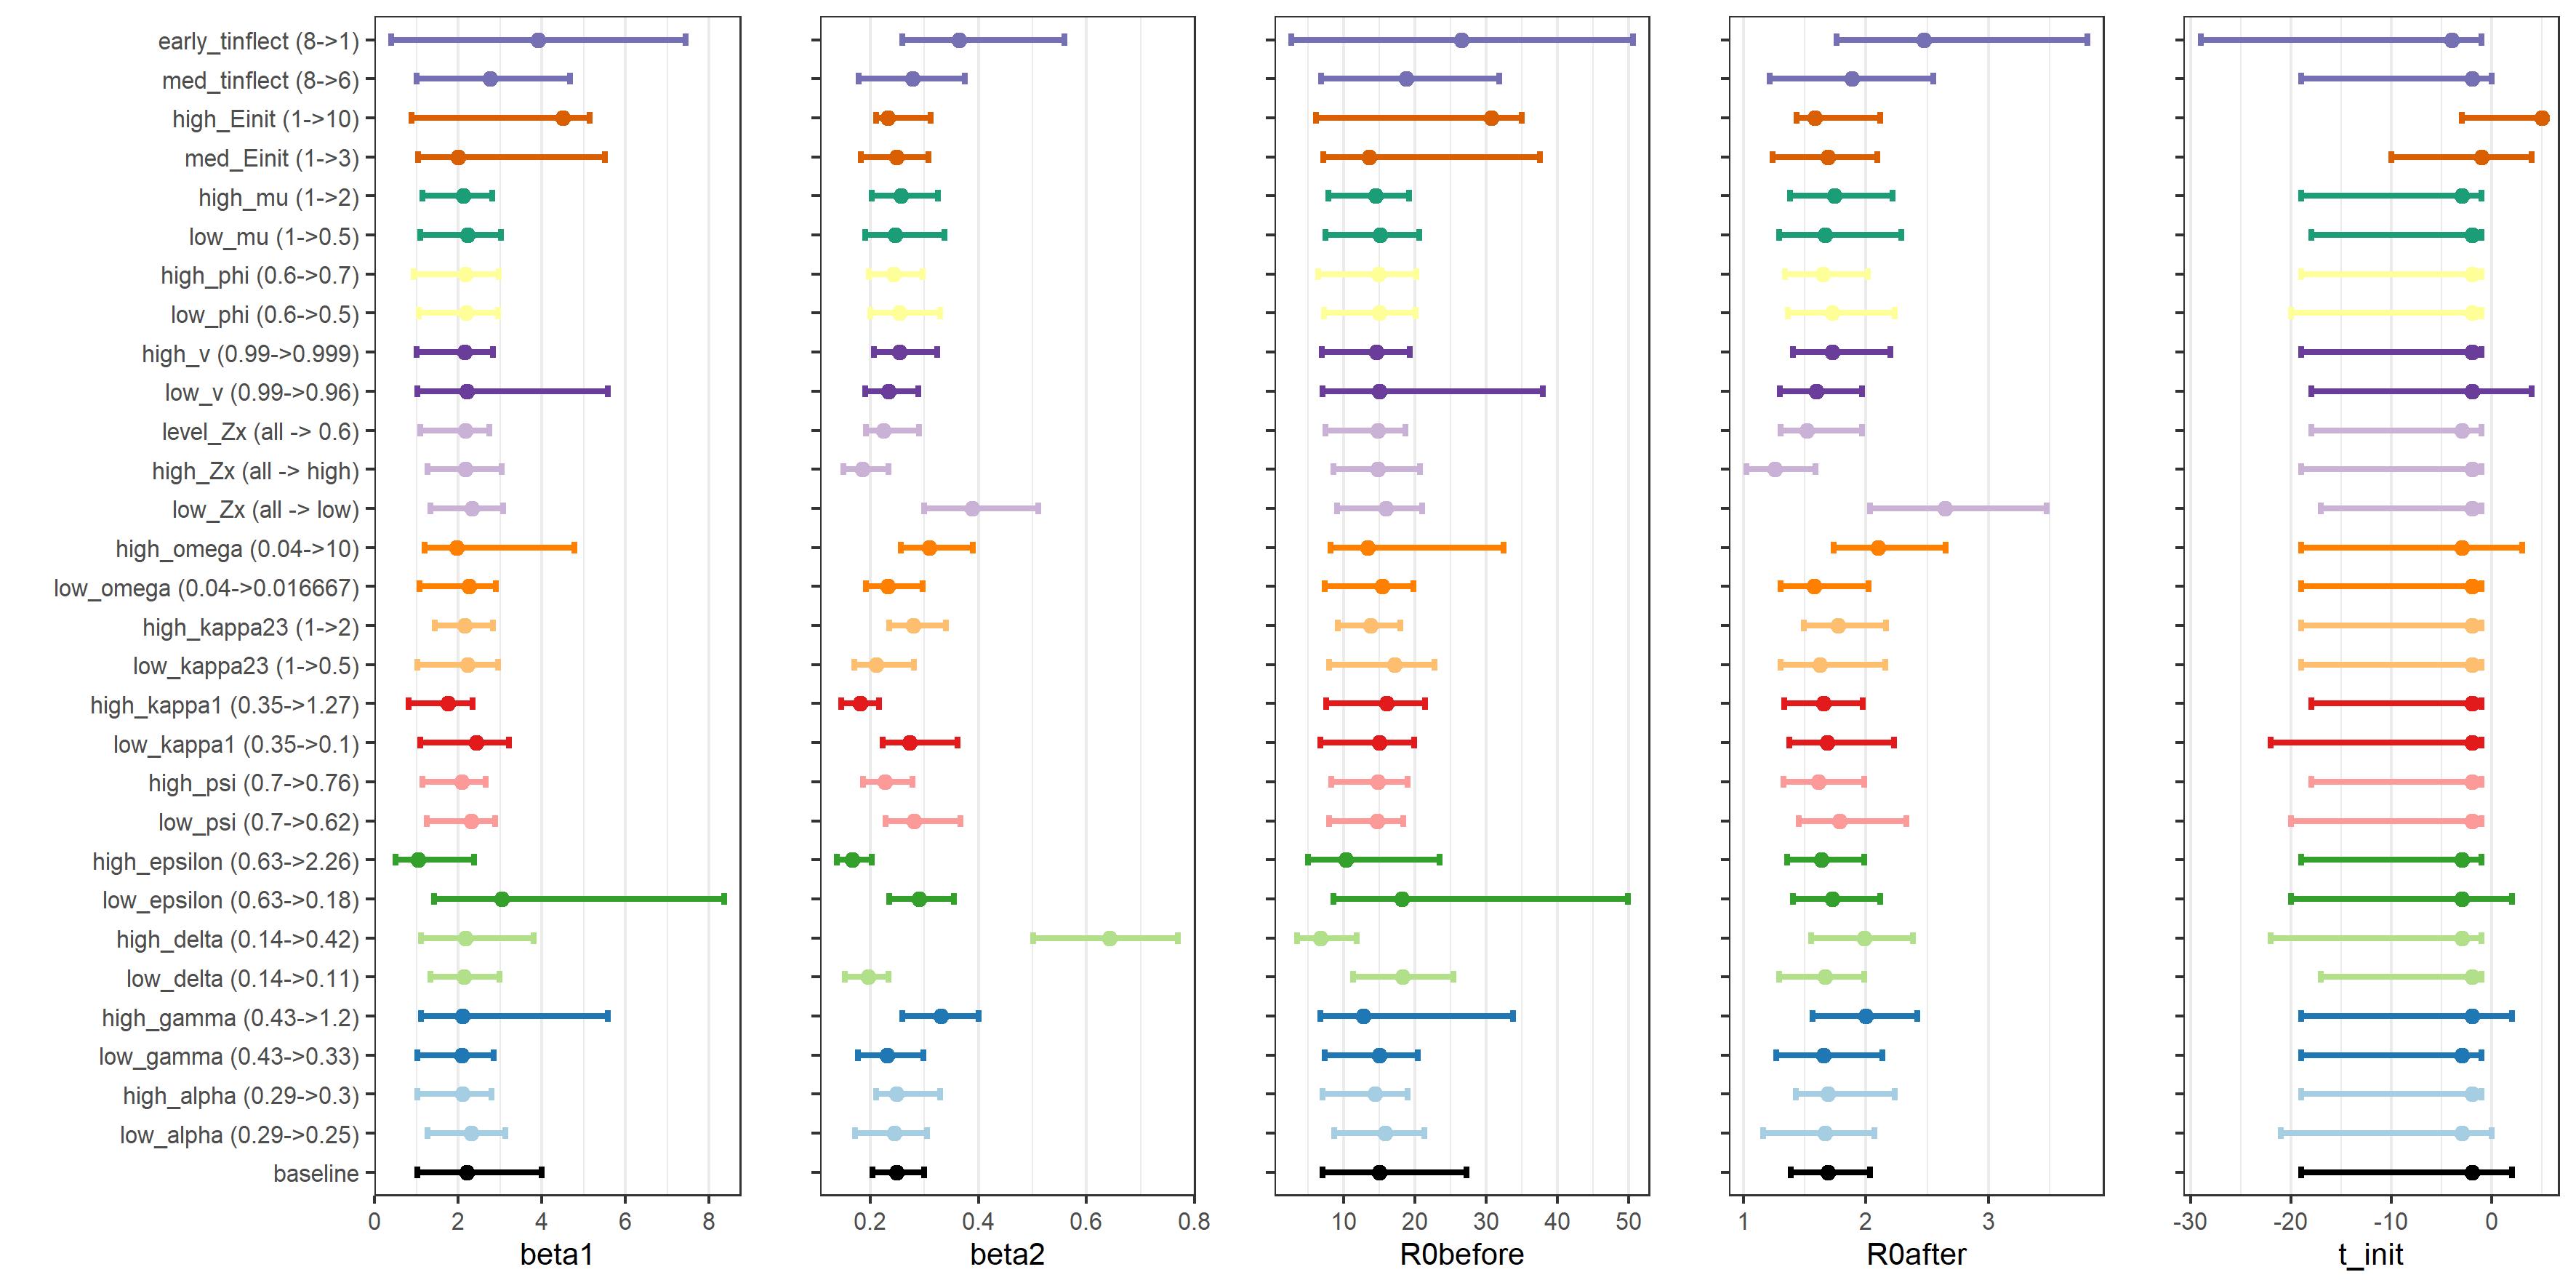 early_tinflect (8->1)
med_tinflect (8->6)
high_Einit (1->10)
med_Einit (1->3)
high_mu (1->2)
low_mu (1->0.5)
high_phi (0.6->0.7)
low_phi (0.6->0.5)
high_v (0.99->0.999)
low_v (0.99->0.96)
level_Zx (all -> 0.6)
high_Zx (all -> high)
low_Zx (all -> low)
high_omega (0.04->10)
low_omega (0.04->0.016667)
high_kappa23 (1->2)
low_kappa23 (1->0.5)
high_kappa1 (0.35->1.27)
low_kappa1 (0.35->0.1)
high_psi (0.7->0.76)
low_psi (0.7->0.62)
high_epsilon (0.63->2.26)
low_epsilon (0.63->0.18)
high_delta (0.14->0.42)
low_delta (0.14->0.11)
high_gamma (0.43->1.2)
low_gamma (0.43->0.33)
high_alpha (0.29->0.3)
low_alpha (0.29->0.25)
baseline
0 2 4 6 8 0.2 0.4 0.6 0.8 10 20 30 40 50 1 2 3 -30 -20 -10 0
beta1 beta2 R0before R0after t_init